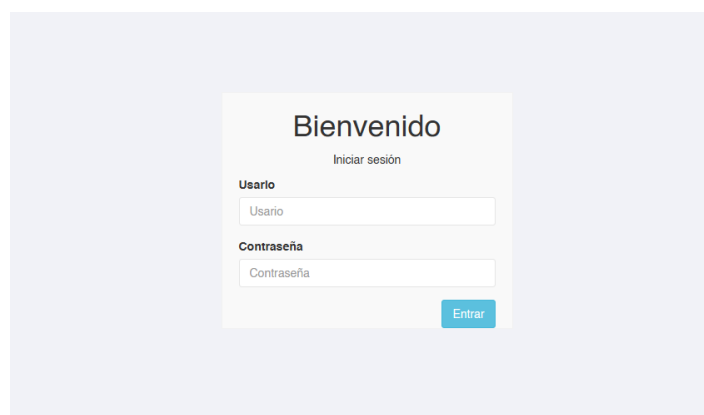 Bienvenido
Iniciar sesión
Usario
Usario
Contraseña
Contraseña
Entrar